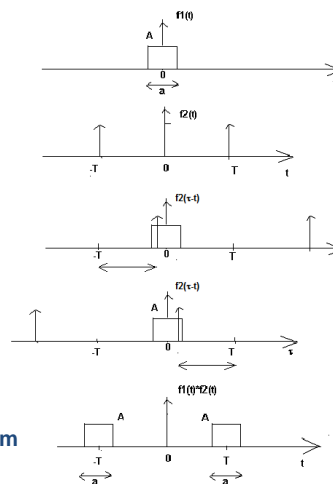 f1(t)
A
0
a
f2(t)
-T 0 T t
f2(τ-t)
-T 0 T
f2(τ-t)
A
-T 0 T τ
f1(t)*f2(t)
A A
m
-T 0 T t
a a